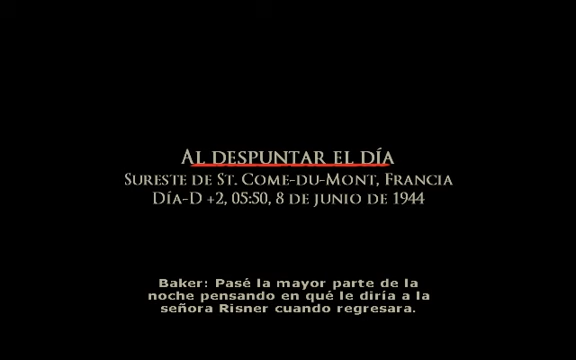 Al despuntar el día
Sureste de St. Come-du-Mont, Francia
Día-D +2, 05:50, 8 de junio de 1944
Baker: Pasé la mayor parte de la
noche pensando en qué le diría a la
señora Risner cuando regresara.